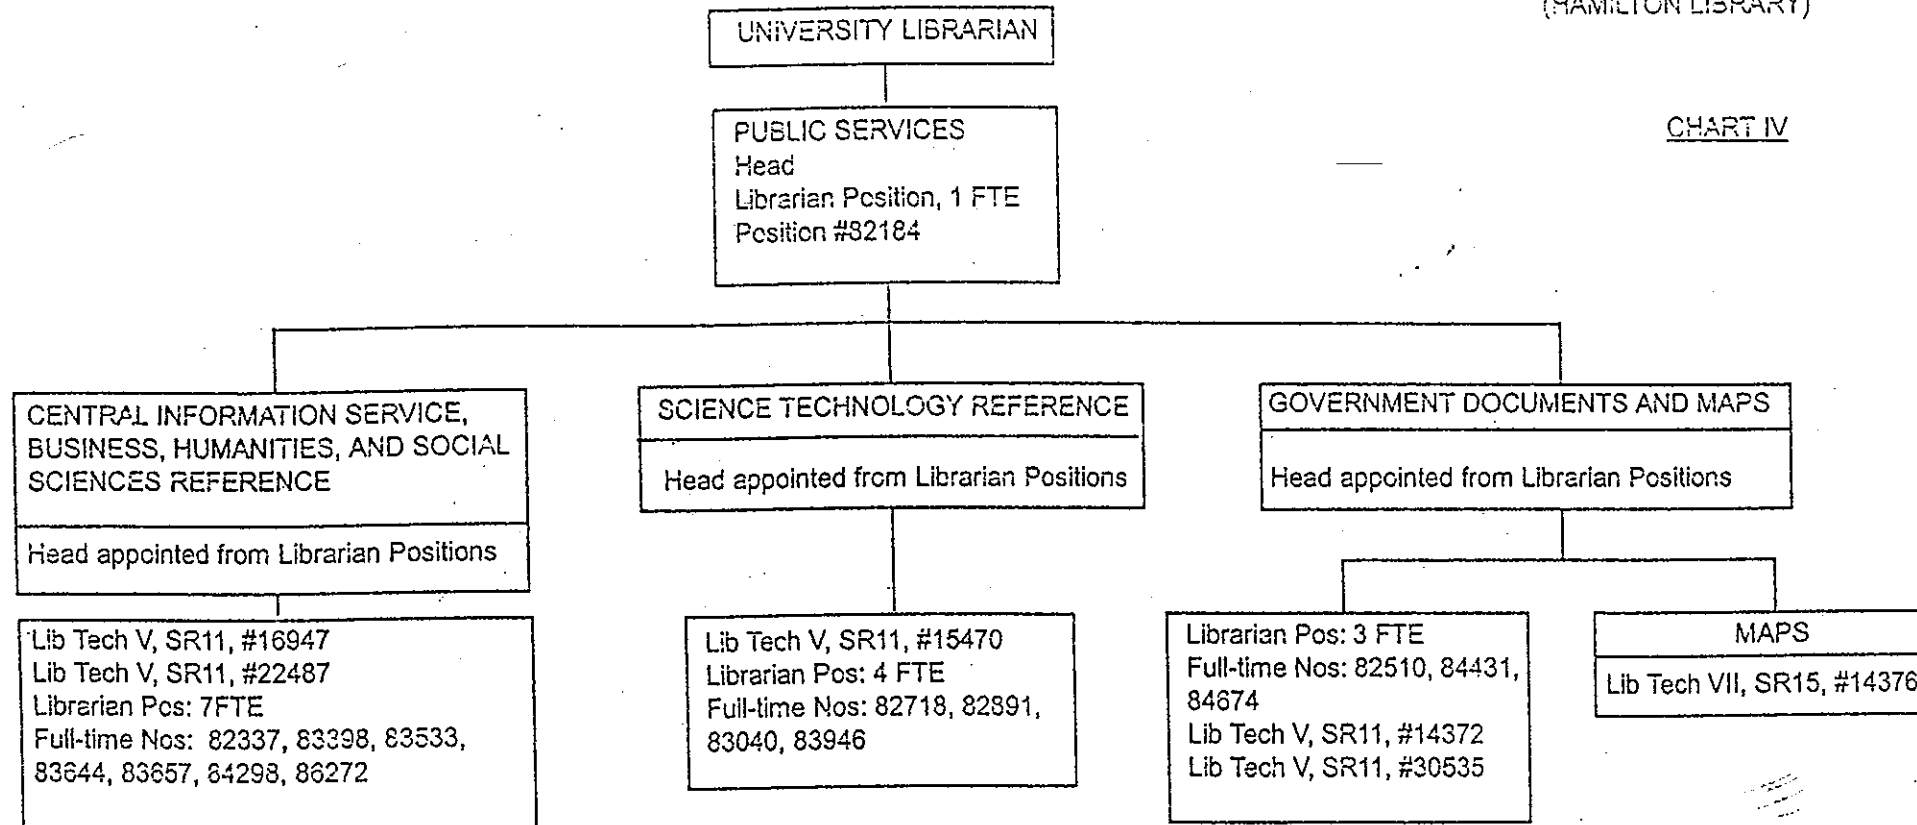 (HAMILTON LIBRARY)
CHART IV
UNIVERSITY LIBRARIAN
PUBLIC SERVICES
Head
Librarian Position, 1 FTE
Position #82184
CENTRAL INFORMATION SERVICE,
BUSINESS, HUMANITIES, AND SOCIAL
SCIENCES REFERENCE
Head appointed from Librarian Positions
Lib Tech V, SR11, #16947
Lib Tech V, SR11, #22487
Librarian Pos: 7FTE
Full-time Nos: 82337, 83398, 83533,
83644, 83657, 84298, 86272
SCIENCE TECHNOLOGY REFERENCE
Head appointed from Librarian Positions
Lib Tech V, SR11, #15470
Librarian Pos: 4 FTE
Full-time Nos: 82718, 82891,
83040, 83946
GOVERNMENT DOCUMENTS AND MAPS
Head appointed from Librarian Positions
Librarian Pos: 3 FTE
Full-time Nos: 82510, 84431,
84674
Lib Tech V, SR11, #14372
Lib Tech V, SR11, #30535
MAPS
Lib Tech VII, SR15, #14376